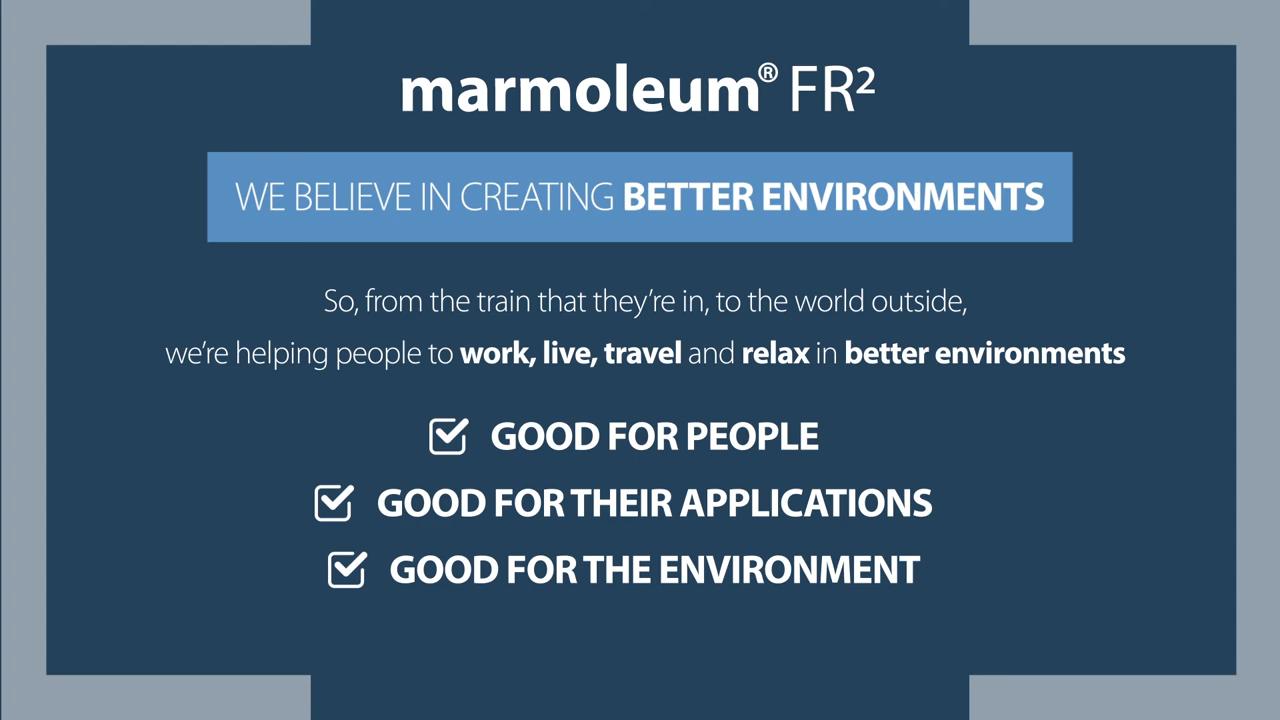 marmoleum® FR²
WE BELIEVE IN CREATING BETTER ENVIRONMENTS
So, from the train that they're in, to the world outside,
we're helping people to work, live, travel and relax in better environments
GOOD FOR PEOPLE
GOOD FOR THEIR APPLICATIONS
GOOD FOR THE ENVIRONMENT